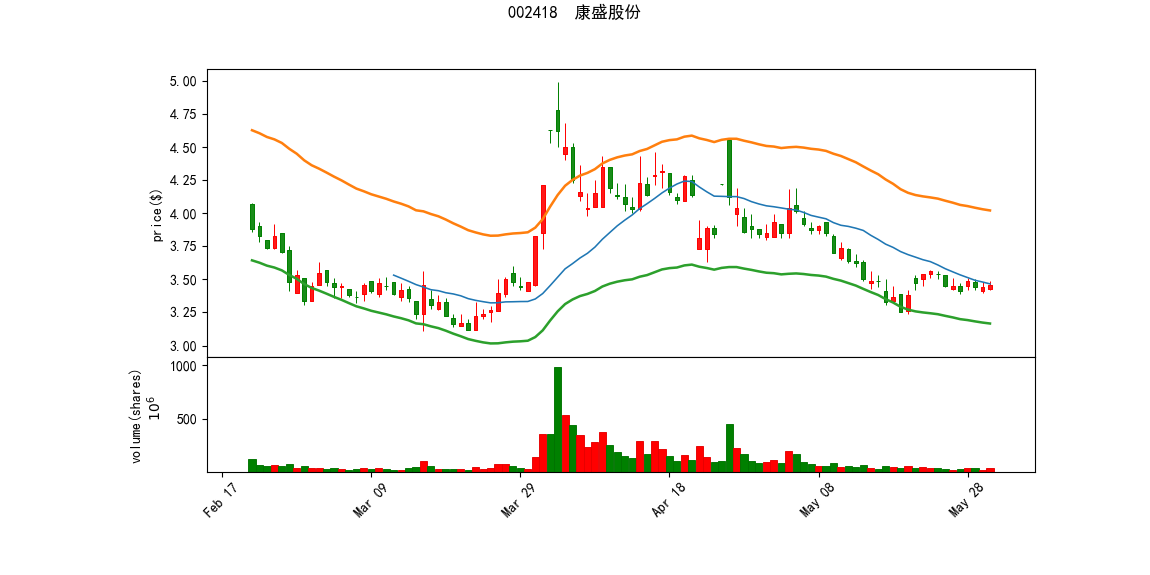 002418 康盛股份
5.00
4.75
4.50
4.25
4.00
3.75
3.50
3.25
3.00
price($)
1000
500
volume(shares)
10^6
Feb 17
Mar 09
Mar 29
Apr 18
May 08
May 28